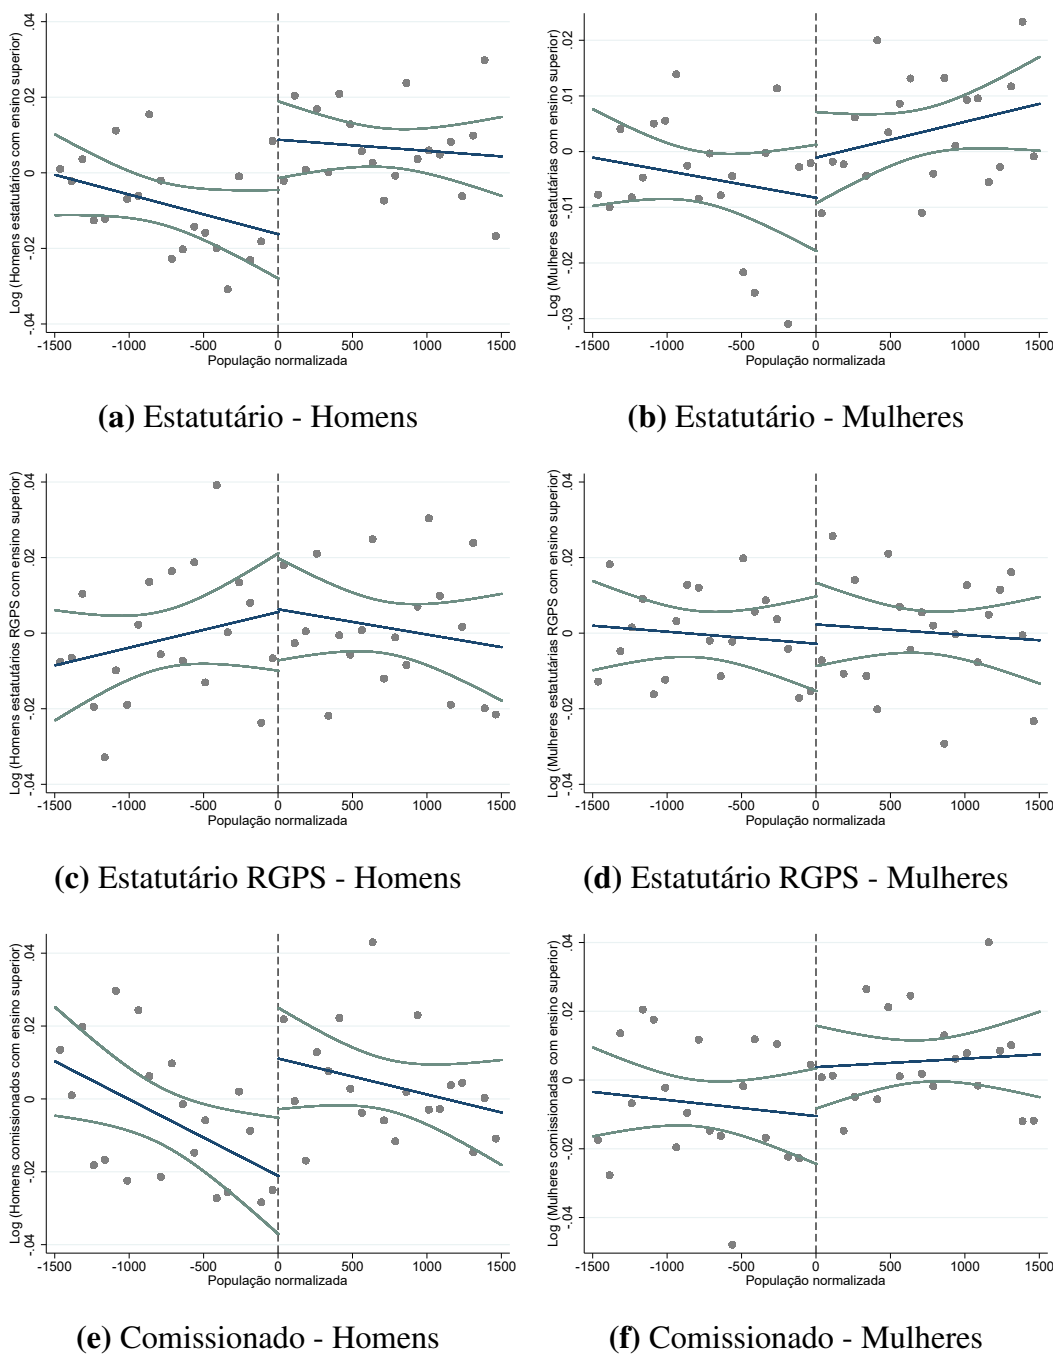 Log (Homens estatutários com ensino superior)
.04
.02
0
-.02
-.04
-1500 -1000 -500 0 500 1000 1500
População normalizada
(a) Estatutário - Homens
Log (Mulheres estatutárias com ensino superior)
.02
.01
0
-.01
-.02
-.03
-1500 -1000 -500 0 500 1000 1500
População normalizada
(b) Estatutário - Mulheres
Log (Homens estatutários RGPS com ensino superior)
.04
.02
0
-.02
-.04
-1500 -1000 -500 0 500 1000 1500
População normalizada
(c) Estatutário RGPS - Homens
Log (Mulheres estatutárias RGPS com ensino superior)
.04
.02
0
-.02
-.04
-1500 -1000 -500 0 500 1000 1500
População normalizada
(d) Estatutário RGPS - Mulheres
Log (Homens comissionados com ensino superior)
.04
.02
0
-.02
-.04
-1500 -1000 -500 0 500 1000 1500
População normalizada
(e) Comissionado - Homens
Log (Mulheres comissionadas com ensino superior)
.04
.02
0
-.02
-.04
-1500 -1000 -500 0 500 1000 1500
População normalizada
(f) Comissionado - Mulheres